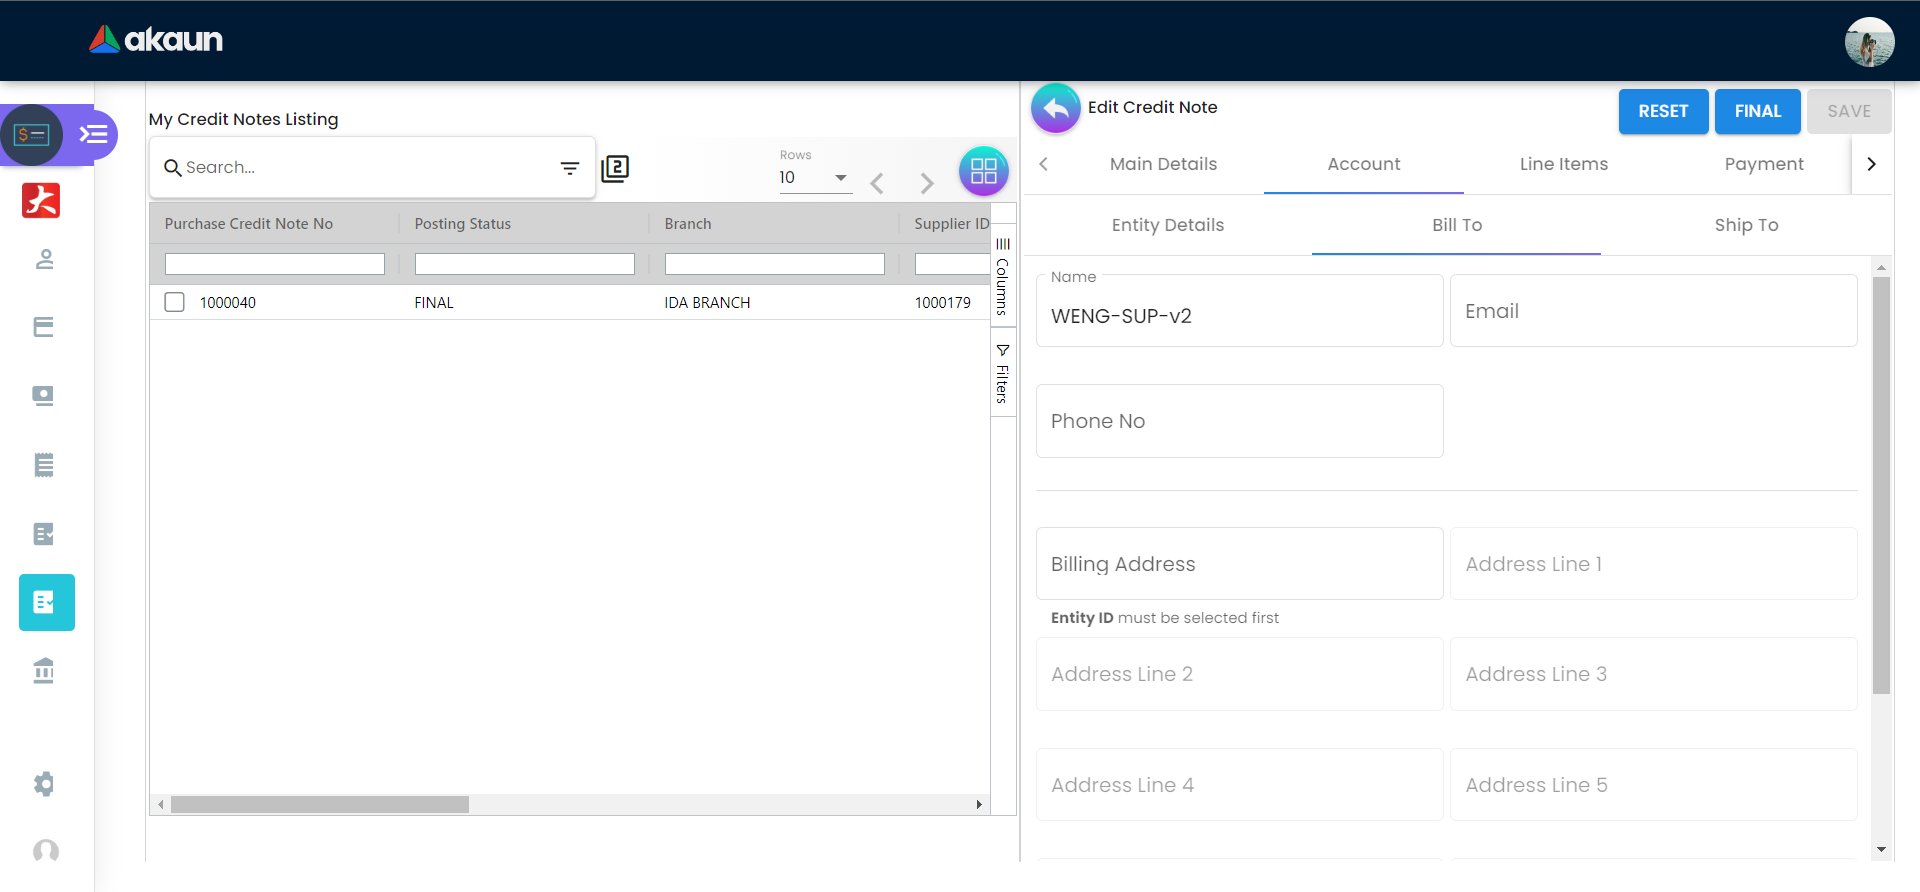 akaun
My Credit Notes Listing
Search...
2
Rows
10
Purchase Credit Note No
Posting Status
Branch
Supplier ID
1000040
FINAL
IDA BRANCH
1000179
Columns
Filters
Edit Credit Note
RESET
FINAL
SAVE
Main Details
Account
Line Items
Payment
Entity Details
Bill To
Ship To
Name
WENG-SUP-v2
Email
Phone No
Billing Address
Address Line 1
Entity ID must be selected first
Address Line 2
Address Line 3
Address Line 4
Address Line 5